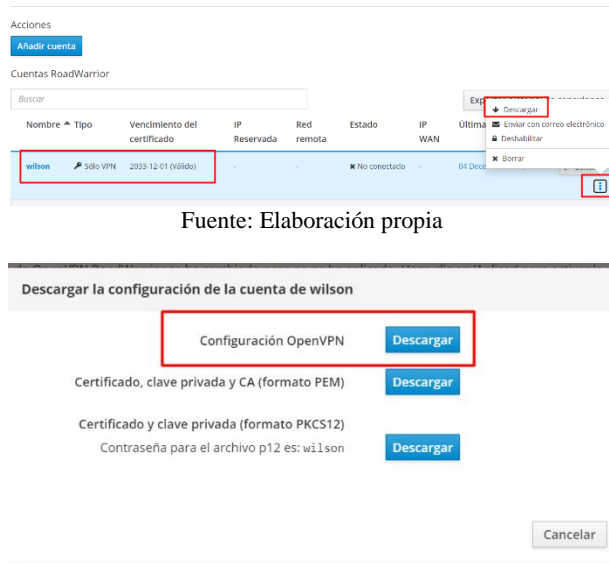 Acciones
Añadir cuenta
Cuentas RoadWarrior
Buscar
Descargar
Enviar con correo electrónico
Deshabilitar
Borrar
Nombre Tipo Vencimiento del certificado IP Reservada Red remota Estado IP WAN
wilson Sólo VPN 2033-12-01 (Válido) - - No conectado -
Fuente: Elaboración propia
Descargar la configuración de la cuenta de wilson
Configuración OpenVPN Descargar
Certificado, clave privada y CA (formato PEM) Descargar
Certificado y clave privada (formato PKCS12)
Contraseña para el archivo p12 es: wilson Descargar
Cancelar